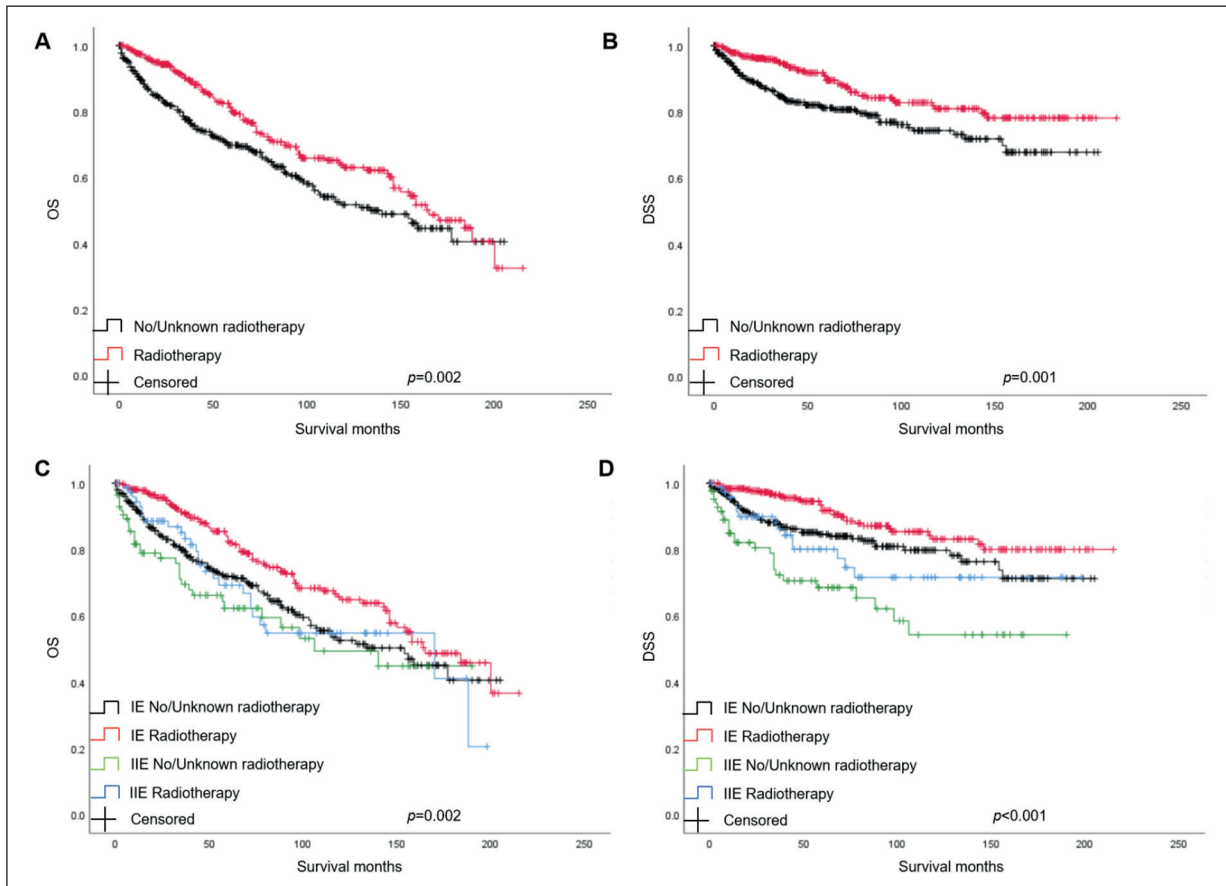 A
1.0
0.8
0.6
0.4
0.2
0.0
OS
No/Unknown radiotherapy
Radiotherapy
Censored
p=0.002
0 50 100 150 200 250
Survival months
B
1.0
0.8
0.6
0.4
0.2
0.0
DSS
No/Unknown radiotherapy
Radiotherapy
Censored
p=0.001
0 50 100 150 200 250
Survival months
C
1.0
0.8
0.6
0.4
0.2
0.0
OS
IE No/Unknown radiotherapy
IE Radiotherapy
IIE No/Unknown radiotherapy
IIE Radiotherapy
Censored
p=0.002
0 50 100 150 200 250
Survival months
D
1.0
0.8
0.6
0.4
0.2
0.0
DSS
IE No/Unknown radiotherapy
IE Radiotherapy
IIE No/Unknown radiotherapy
IIE Radiotherapy
Censored
p<0.001
0 50 100 150 200 250
Survival months